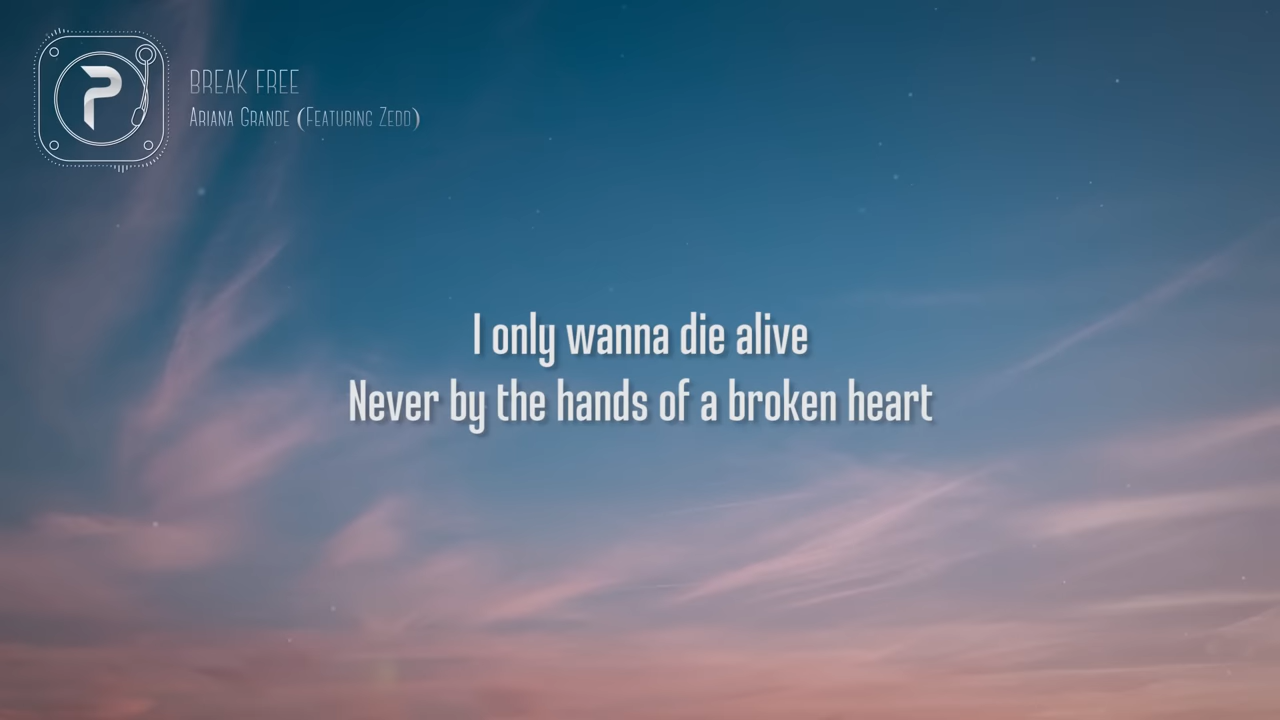 P
BREAK FREE
ARIANA GRANDE (FEATURING ZEDD)
I only wanna die alive
Never by the hands of a broken heart